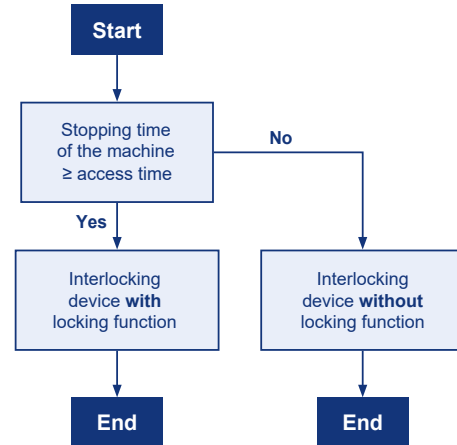 Start
Stopping time
of the machine
≥ access time
No
Yes
Interlocking
device with
locking function
Interlocking
device without
locking function
End
End